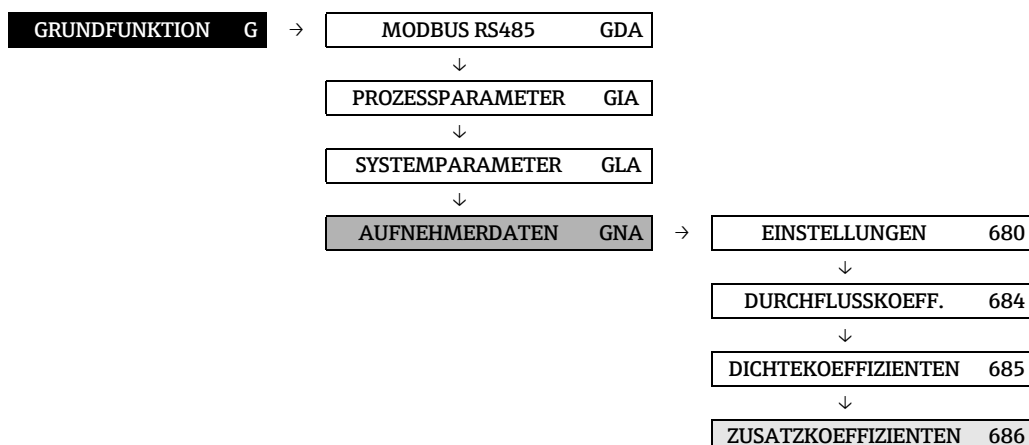 GRUNDFUNKTION G → MODBUS RS485 GDA
↓
PROZESSPARAMETER GIA
↓
SYSTEMPARAMETER GLA
↓
AUFNEHMERDATEN GNA → EINSTELLUNGEN 680
↓
DURCHFLUSSKOEFF. 684
↓
DICHTEKOEFFIZIENTEN 685
↓
ZUSATZKOEFFIZIENTEN 686